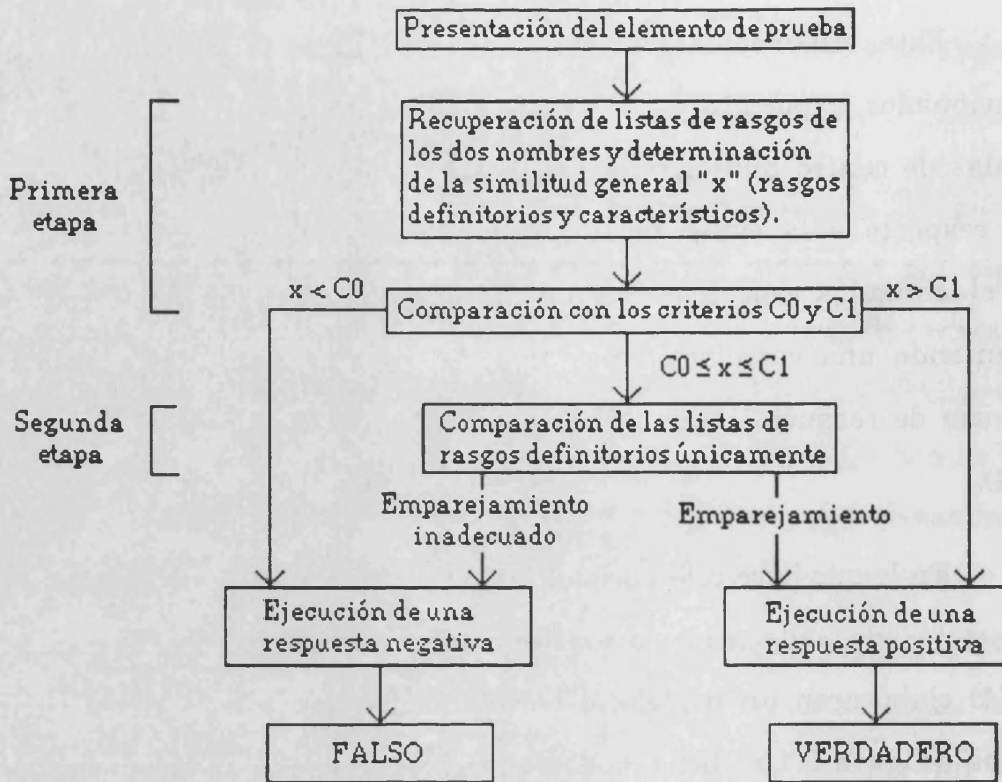 Presentación del elemento de prueba
Primera
etapa
Recuperación de listas de rasgos de
los dos nombres y determinación
de la similitud general "x" (rasgos
definitorios y característicos).
x < C0
x > C1
Comparación con los criterios C0 y C1
C0 ≤ x ≤ C1
Segunda
etapa
Comparación de las listas de
rasgos definitorios únicamente
Emparejamiento
inadecuado
Emparejamiento
Ejecución de una
respuesta negativa
Ejecución de una
respuesta positiva
FALSO
VERDADERO